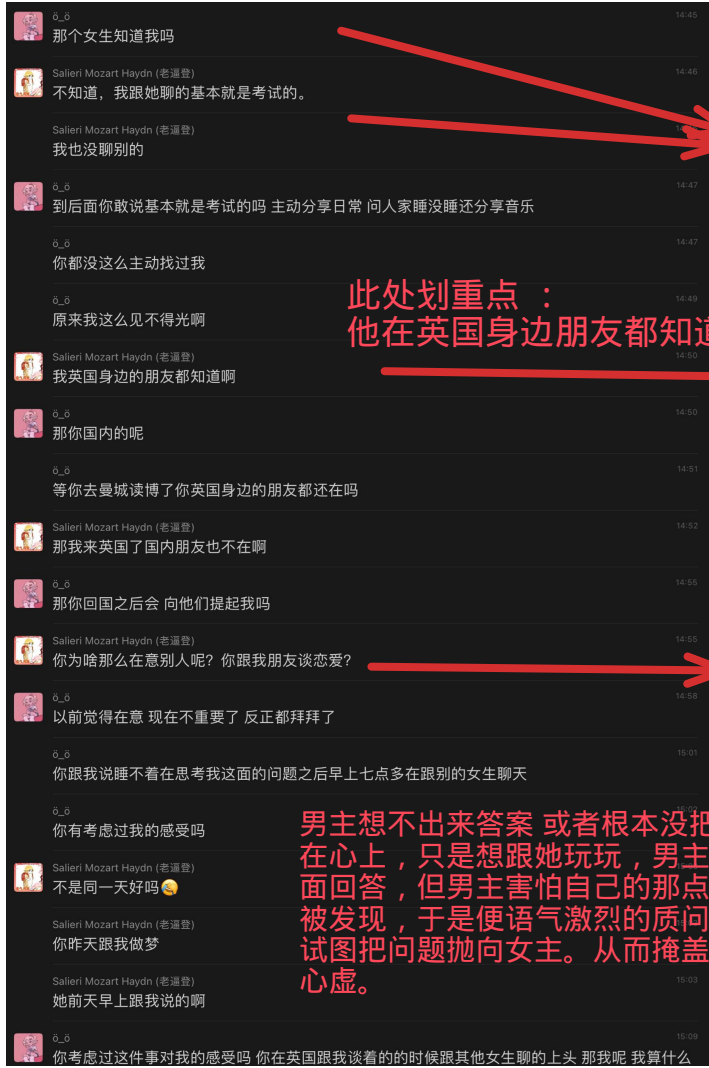 ö_ö 14:45
那个女生知道我吗
Salieri Mozart Haydn (老逼登) 14:46
不知道，我跟她聊的基本就是考试的。
Salieri Mozart Haydn (老逼登)
我也没聊别的
ö_ö 14:47
到后面你敢说基本就是考试的吗 主动分享日常 问人家睡没睡还分享音乐
ö_ö 14:47
你都没这么主动找过我
此处划重点 ：
ö_ö 14:49
原来我这么见不得光啊
他在英国身边朋友都知道
Salieri Mozart Haydn (老逼登) 14:50
我英国身边的朋友都知道啊
ö_ö 14:50
那你国内的呢
ö_ö 14:51
等你去曼城读博了你英国身边的朋友都还在吗
Salieri Mozart Haydn (老逼登) 14:52
那我来英国了国内朋友也不在啊
ö_ö 14:55
那你回国之后会 向他们提起我吗
Salieri Mozart Haydn (老逼登) 14:55
你为啥那么在意别人呢？你跟我朋友谈恋爱？
ö_ö 14:58
以前觉得在意 现在不重要了 反正都拜拜了
ö_ö 15:01
你跟我说睡不着在思考我这面的问题之后早上七点多在跟别的女生聊天
ö_ö 15:02
你有考虑过我的感受吗
男主想不出来答案 或者根本没把
在心上，只是想跟她玩玩，男主
面回答，但男主害怕自己的那点
被发现，于是便语气激烈的质问
试图把问题抛向女主。从而掩盖
心虚。
Salieri Mozart Haydn (老逼登)
不是同一天好吗🤣
Salieri Mozart Haydn (老逼登)
你昨天跟我做梦
Salieri Mozart Haydn (老逼登) 15:03
她前天早上跟我说的啊
ö_ö 15:09
你考虑过这件事对我的感受吗 你在英国跟我谈着的的时候跟其他女生聊的上头 那我呢 我算什么